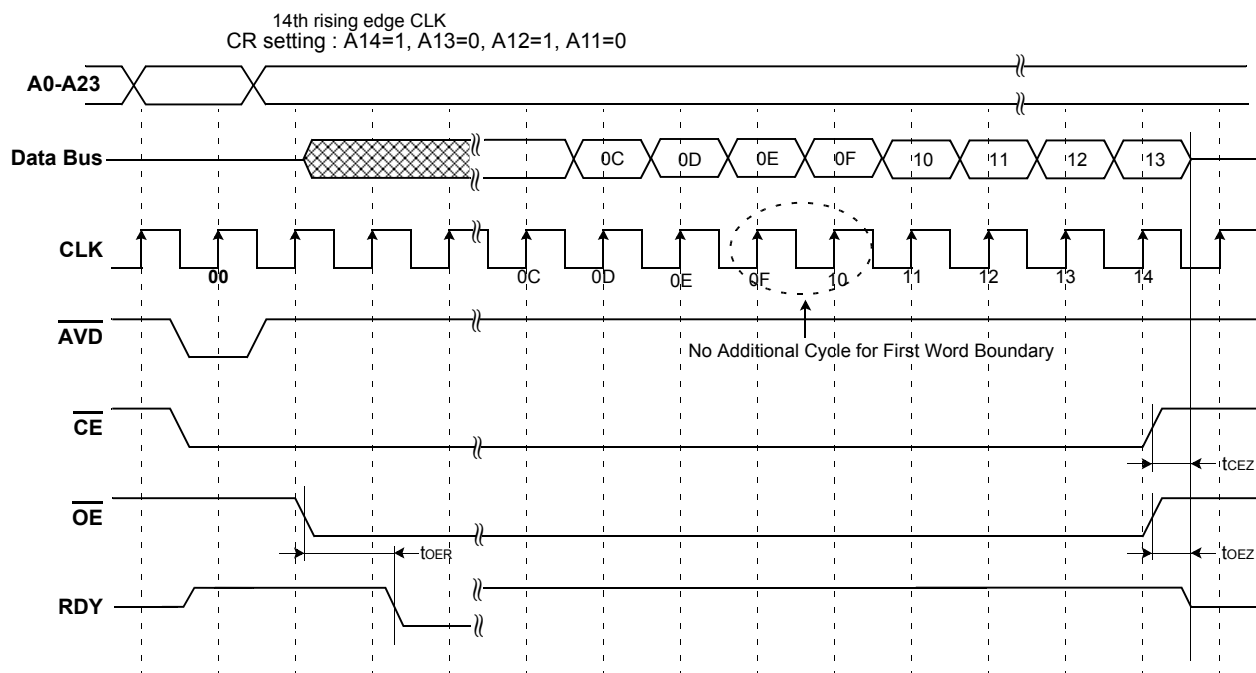 14th rising edge CLK
CR setting : A14=1, A13=0, A12=1, A11=0
A0-A23
Data Bus
0C 0D 0E 0F 10 11 12 13
CLK
00 0C 0D 0E 0F 10 11 12 13 14
AVD
No Additional Cycle for First Word Boundary
CE
tCEZ
OE
tOER
tOEZ
RDY